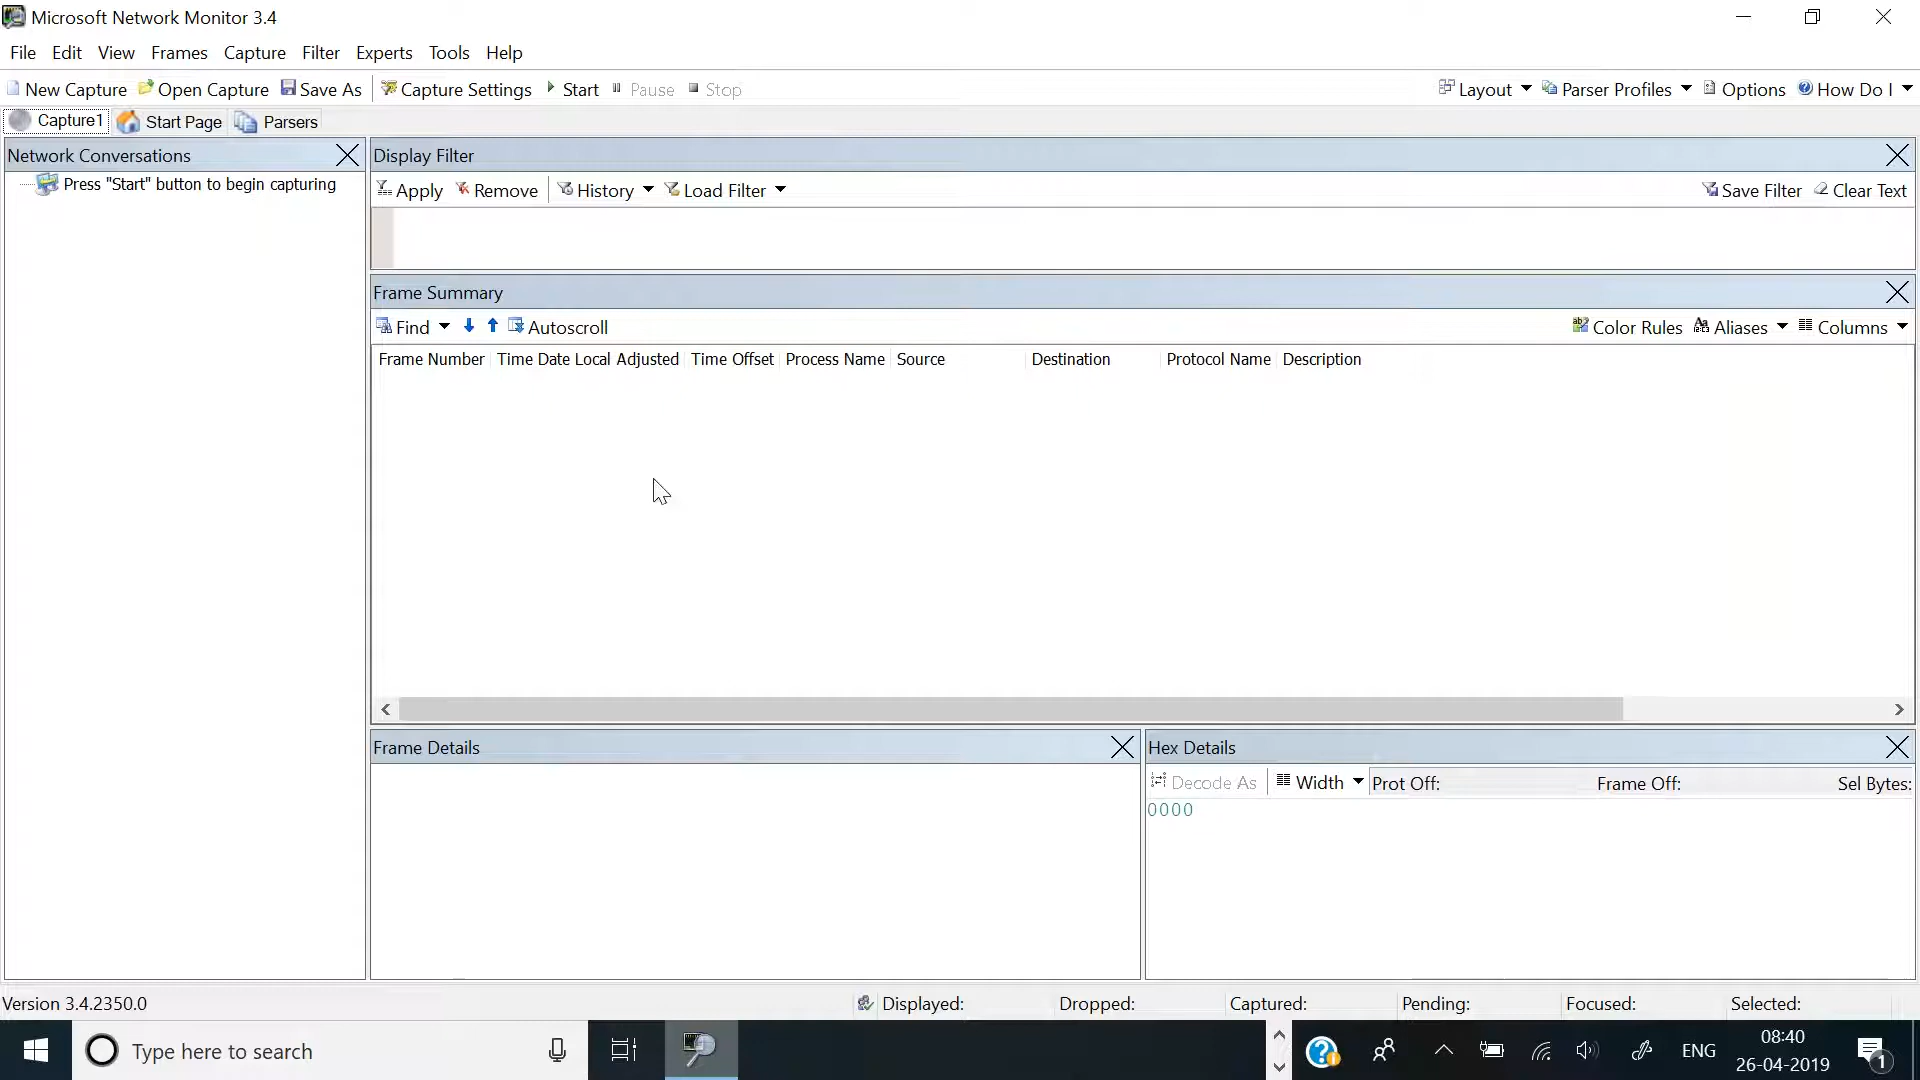 Microsoft Network Monitor 3.4
File Edit View Frames Capture Filter Experts Tools Help
New Capture Open Capture Save As Capture Settings Start Pause Stop Layout Parser Profiles Options How Do I
Capture1 Start Page Parsers
Network Conversations
Press "Start" button to begin capturing
Display Filter
Apply Remove History Load Filter Save Filter Clear Text
Frame Summary
Find Autoscroll Color Rules Aliases Columns
Frame Number Time Date Local Adjusted Time Offset Process Name Source Destination Protocol Name Description
Frame Details
Hex Details
Decode As Width Prot Off: Frame Off: Sel Bytes:
0000
Version 3.4.2350.0 Displayed: Dropped: Captured: Pending: Focused: Selected:
Type here to search
ENG
08:40
26-04-2019
1